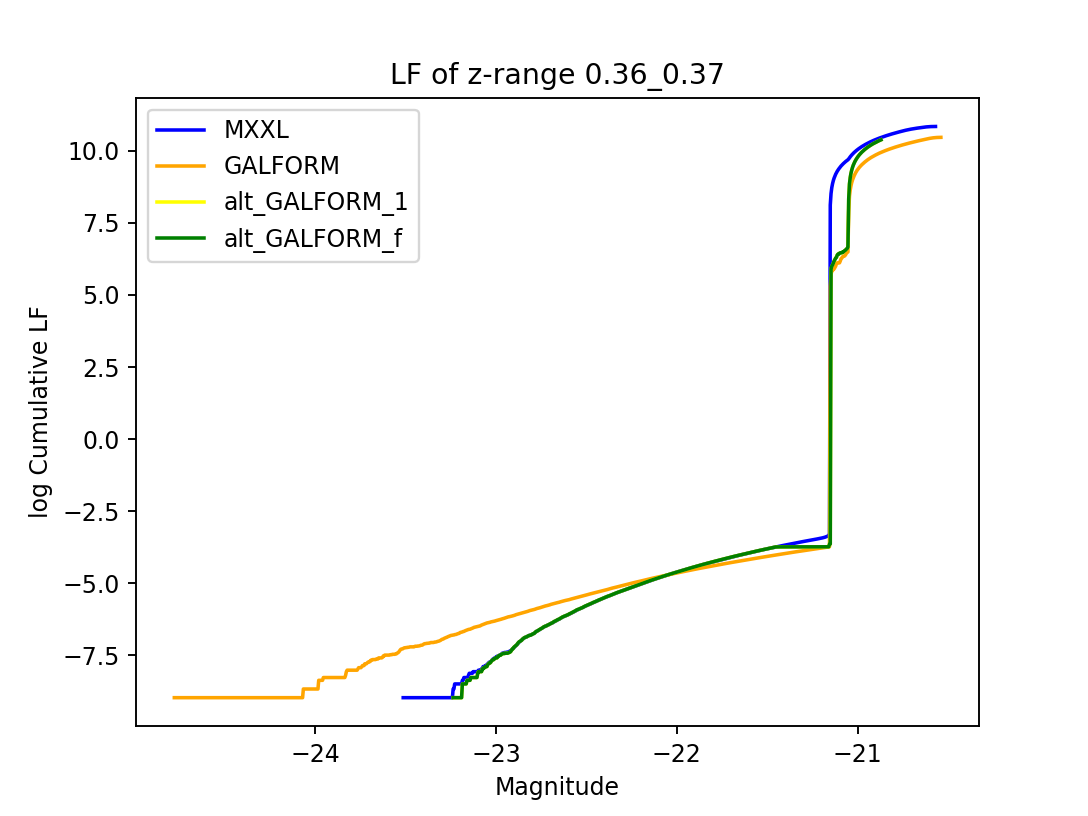 LF of z-range 0.36_0.37
MXXL
GALFORM
alt_GALFORM_1
alt_GALFORM_f
10.0
7.5
5.0
2.5
0.0
−2.5
−5.0
−7.5
log Cumulative LF
−24
−23
−22
−21
Magnitude